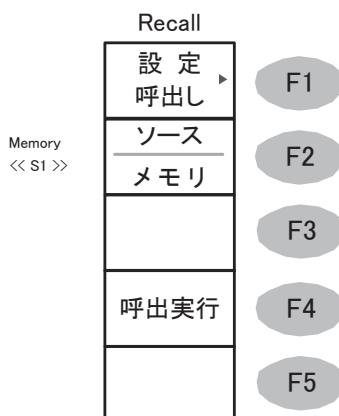 Recall
設 定
呼出し
F1
Memory
<< S1 >>
ソース
メモリ
F2
F3
呼出実行
F4
F5